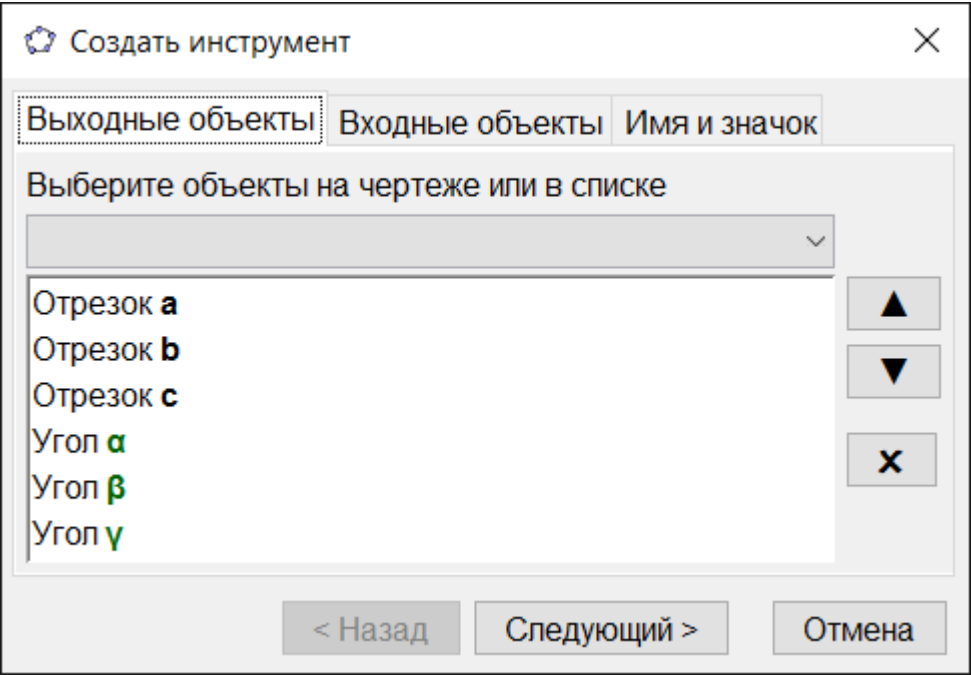 Создать инструмент
Выходные объекты Входные объекты Имя и значок
Выберите объекты на чертеже или в списке
Отрезок a
Отрезок b
Отрезок c
Угол α
Угол β
Угол γ
< Назад Следующий > Отмена